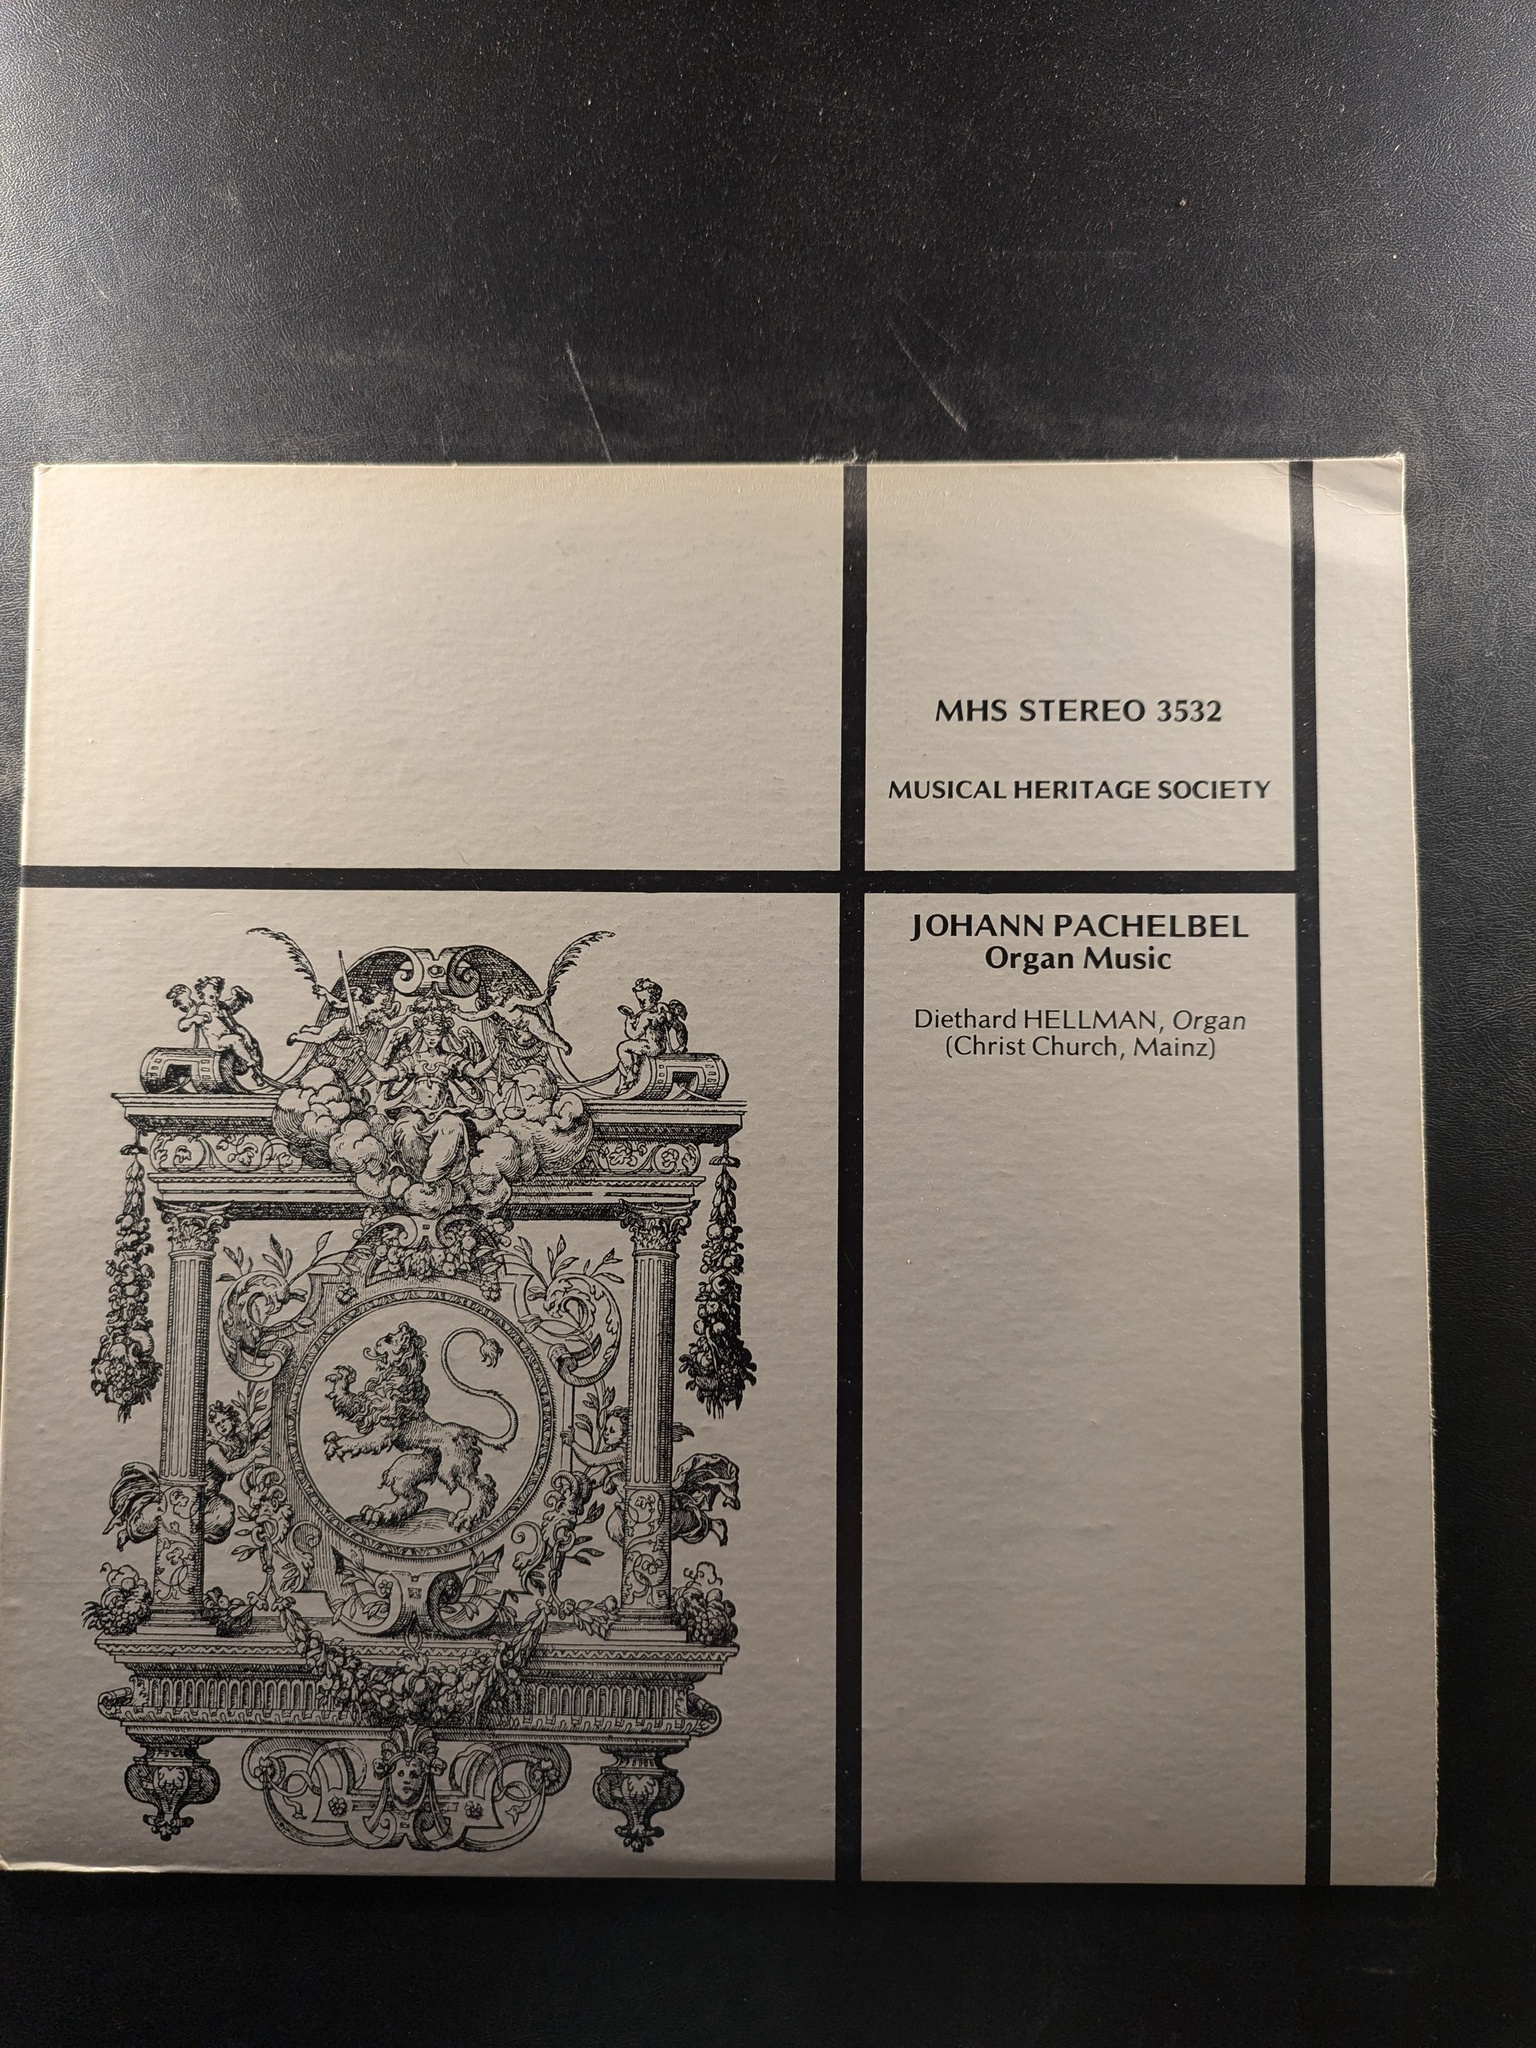 MHS STEREO 3532
MUSICAL HERITAGE SOCIETY
JOHANN PACHELBEL
Organ Music
Diethard HELLMAN, Organ
(Christ Church, Mainz)